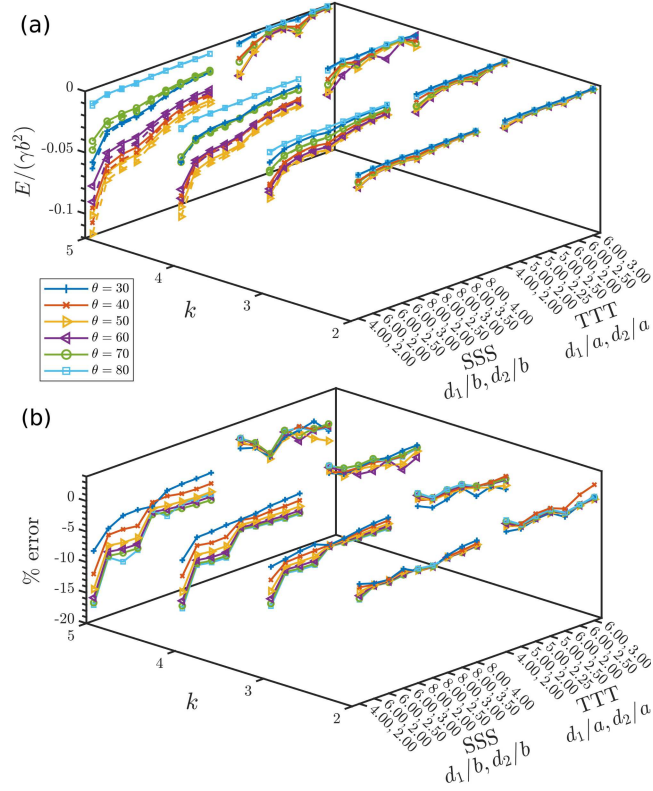 (a)
0
-0.05
-0.1
E/(γb²)
5
4
3
2
k
θ = 30
θ = 40
θ = 50
θ = 60
θ = 70
θ = 80
4.00, 2.00
6.00, 2.00
6.00, 2.50
6.00, 3.00
8.00, 2.00
8.00, 2.50
8.00, 3.00
8.00, 3.50
8.00, 4.00
SSS
d₁/b, d₂/b
4.00, 2.00
5.00, 2.00
5.00, 2.25
5.00, 2.50
6.00, 2.00
6.00, 2.50
6.00, 3.00
TTT
d₁/a, d₂/a
(b)
0
-5
-10
-15
-20
% error
5
4
3
2
k
4.00, 2.00
6.00, 2.00
6.00, 2.50
6.00, 3.00
8.00, 2.00
8.00, 2.50
8.00, 3.00
8.00, 3.50
8.00, 4.00
SSS
d₁/b, d₂/b
4.00, 2.00
5.00, 2.00
5.00, 2.25
5.00, 2.50
6.00, 2.00
6.00, 2.50
6.00, 3.00
TTT
d₁/a, d₂/a